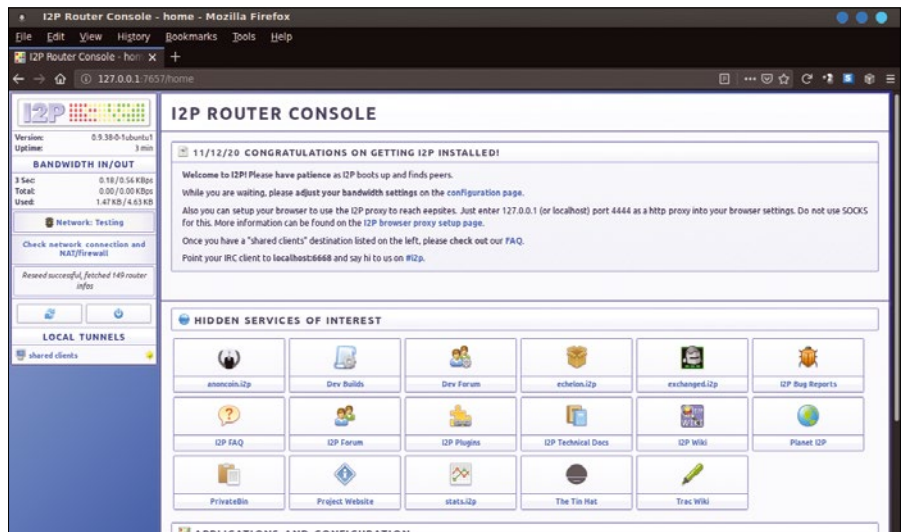 I2P Router Console - home - Mozilla Firefox
File Edit View History Bookmarks Tools Help
I2P Router Console - hom
127.0.0.1:7657/home
I2P
Version: 0.9.38-0-1ubuntu1
Uptime: 3 min
BANDWIDTH IN/OUT
3 Sec: 0.18 / 0.56 KBps
Total: 0.00 / 0.00 KBps
Used: 1.47 KB / 4.63 KB
Network: Testing
Check network connection and
NAT/firewall
Reseed successful, fetched 149 router
infos
LOCAL TUNNELS
shared clients
I2P ROUTER CONSOLE
11/12/20 CONGRATULATIONS ON GETTING I2P INSTALLED!
Welcome to I2P! Please have patience as I2P boots up and finds peers.
While you are waiting, please adjust your bandwidth settings on the configuration page.
Also you can setup your browser to use the I2P proxy to reach eepsites. Just enter 127.0.0.1 (or localhost) port 4444 as a http proxy into your browser settings. Do not use SOCKS
for this. More information can be found on the I2P browser proxy setup page.
Once you have a "shared clients" destination listed on the left, please check out our FAQ.
Point your IRC client to localhost:6668 and say hi to us on #i2p.
HIDDEN SERVICES OF INTEREST
anoncoin.i2p Dev Builds Dev Forum echelon.i2p exchanged.i2p I2P Bug Reports
I2P FAQ I2P Forum I2P Plugins I2P Technical Docs I2P Wiki Planet I2P
PrivateBin Project Website stats.i2p The Tin Hat Trac Wiki
APPLICATIONS AND CONFIGURATION